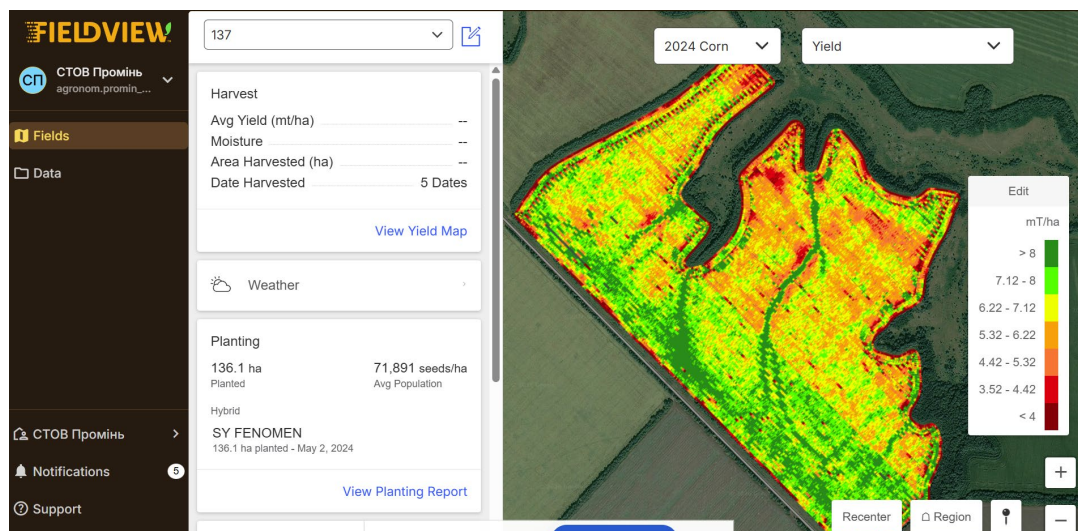 FIELDVIEW
СП
СТОВ Промінь
agronom.promin_...
Fields
Data
СТОВ Промінь
Notifications
5
Support
137
Harvest
Avg Yield (mt/ha) --
Moisture --
Area Harvested (ha) --
Date Harvested 5 Dates
View Yield Map
Weather
Planting
136.1 ha 71,891 seeds/ha
Planted Avg Population
Hybrid
SY FENOMEN
136.1 ha planted - May 2, 2024
View Planting Report
2024 Corn
Yield
Edit
mT/ha
> 8
7.12 - 8
6.22 - 7.12
5.32 - 6.22
4.42 - 5.32
3.52 - 4.42
< 4
+
Recenter
Region
−